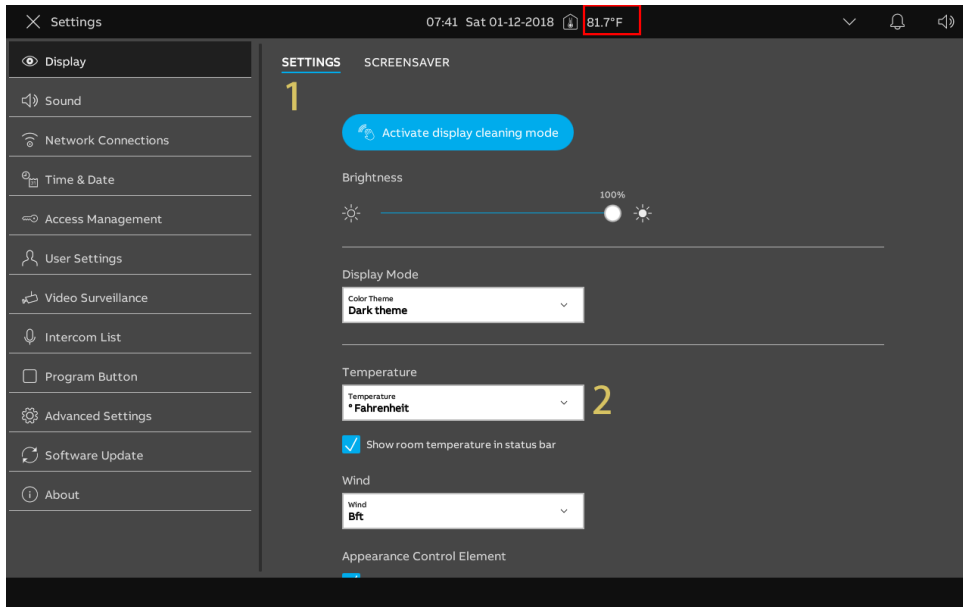 Settings
07:41 Sat 01-12-2018 81.7°F
Display
Sound
Network Connections
Time & Date
Access Management
User Settings
Video Surveillance
Intercom List
Program Button
Advanced Settings
Software Update
About
SETTINGS SCREENSAVER
1
Activate display cleaning mode
Brightness
100%
Display Mode
Color Theme
Dark theme
Temperature
Temperature
° Fahrenheit
2
Show room temperature in status bar
Wind
Wind
Bft
Appearance Control Element